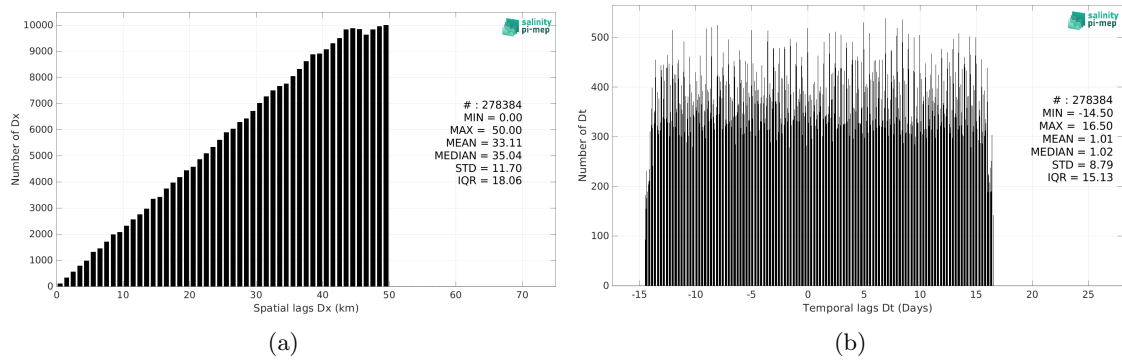 10000
9000
8000
7000
6000
5000
4000
3000
2000
1000
0
Number of Dx
salinity
pi-mep
# : 278384
MIN = 0.00
MAX = 50.00
MEAN = 33.11
MEDIAN = 35.04
STD = 11.70
IQR = 18.06
0 10 20 30 40 50 60 70
Spatial lags Dx (km)
(a)
500
400
300
200
100
0
Number of Dt
salinity
pi-mep
# : 278384
MIN = -14.50
MAX = 16.50
MEAN = 1.01
MEDIAN = 1.02
STD = 8.79
IQR = 15.13
-15 -10 -5 0 5 10 15 20 25
Temporal lags Dt (Days)
(b)